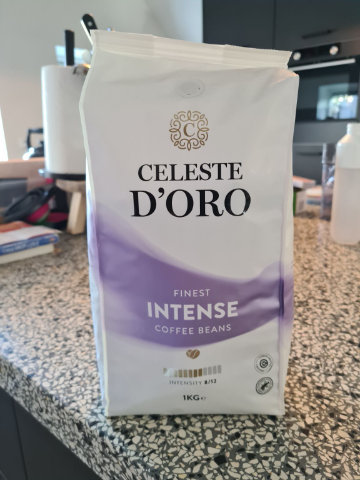 C
CELESTE
D'ORO
FINEST
INTENSE
COFFEE BEANS
INTENSITY 8/12
1KG℮